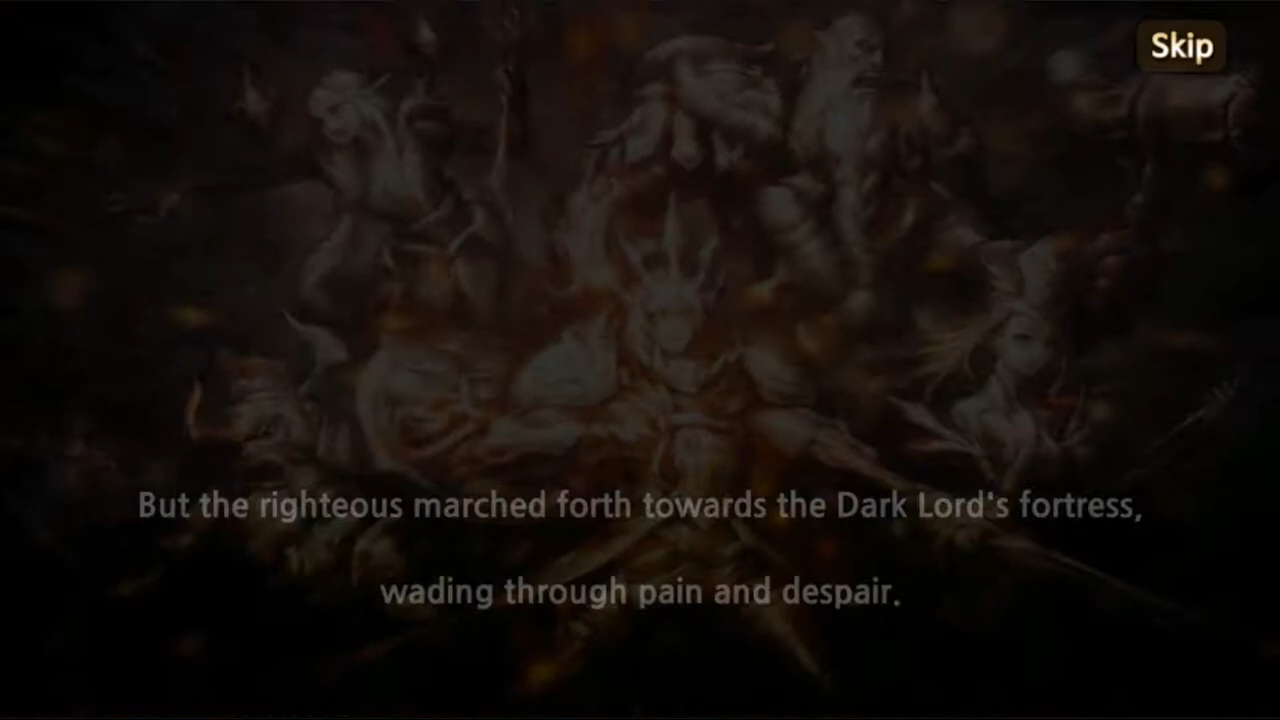 Skip
But the righteous marched forth towards the Dark Lord's fortress,
wading through pain and despair.